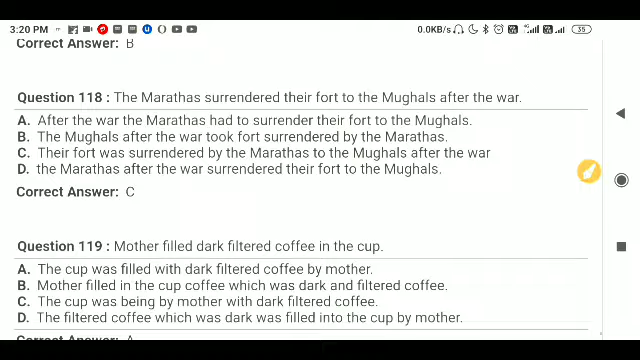 3:20 PM 0.0KB/s 35
Correct Answer: B
Question 118 : The Marathas surrendered their fort to the Mughals after the war.
A. After the war the Marathas had to surrender their fort to the Mughals.
B. The Mughals after the war took fort surrendered by the Marathas.
C. Their fort was surrendered by the Marathas to the Mughals after the war
D. the Marathas after the war surrendered their fort to the Mughals.
Correct Answer: C
Question 119 : Mother filled dark filtered coffee in the cup.
A. The cup was filled with dark filtered coffee by mother.
B. Mother filled in the cup coffee which was dark and filtered coffee.
C. The cup was being by mother with dark filtered coffee.
D. The filtered coffee which was dark was filled into the cup by mother.
Correct Answer: A